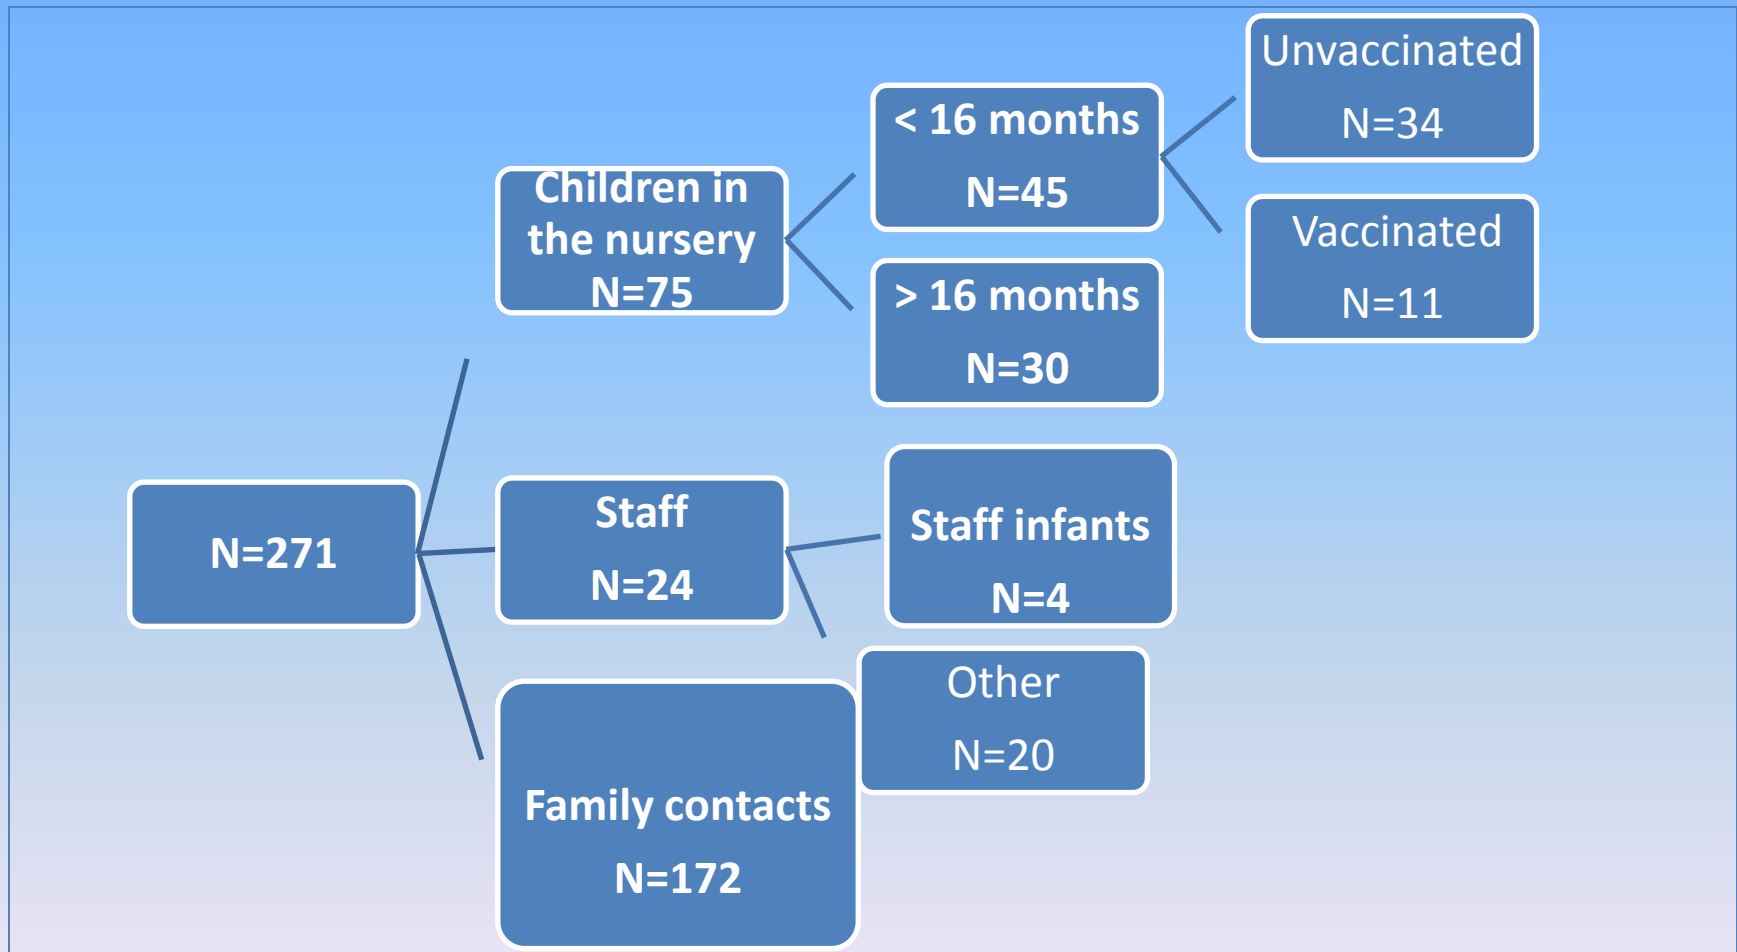 N=271
Children in
the nursery
N=75
< 16 months
N=45
Unvaccinated
N=34
Vaccinated
N=11
> 16 months
N=30
Staff
N=24
Staff infants
N=4
Other
N=20
Family contacts
N=172